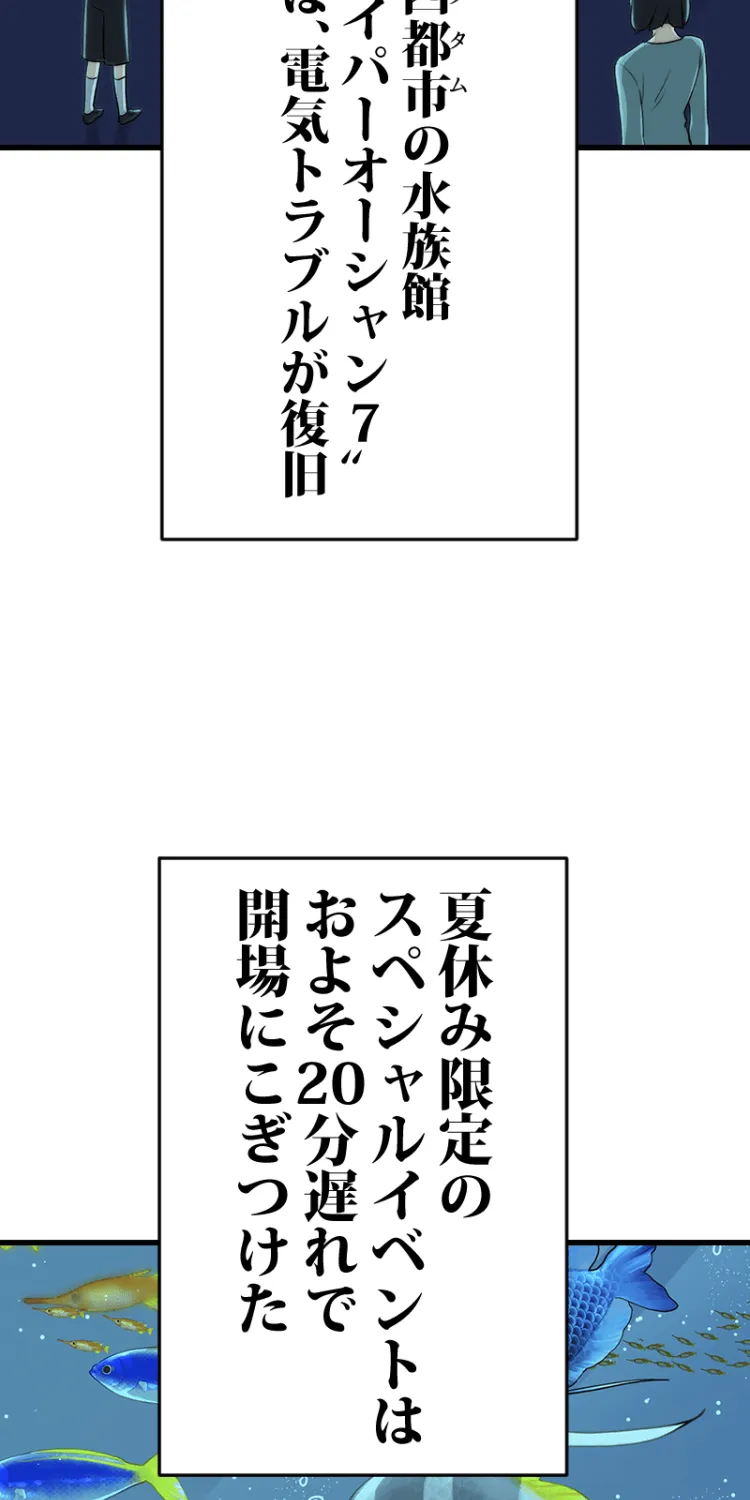 都市の水族館
イパーオーシャン7〟
は、電気トラブルが復旧
タム
夏休み限定の
スペシャルイベントは
およそ20分遅れで
開場にこぎつけた